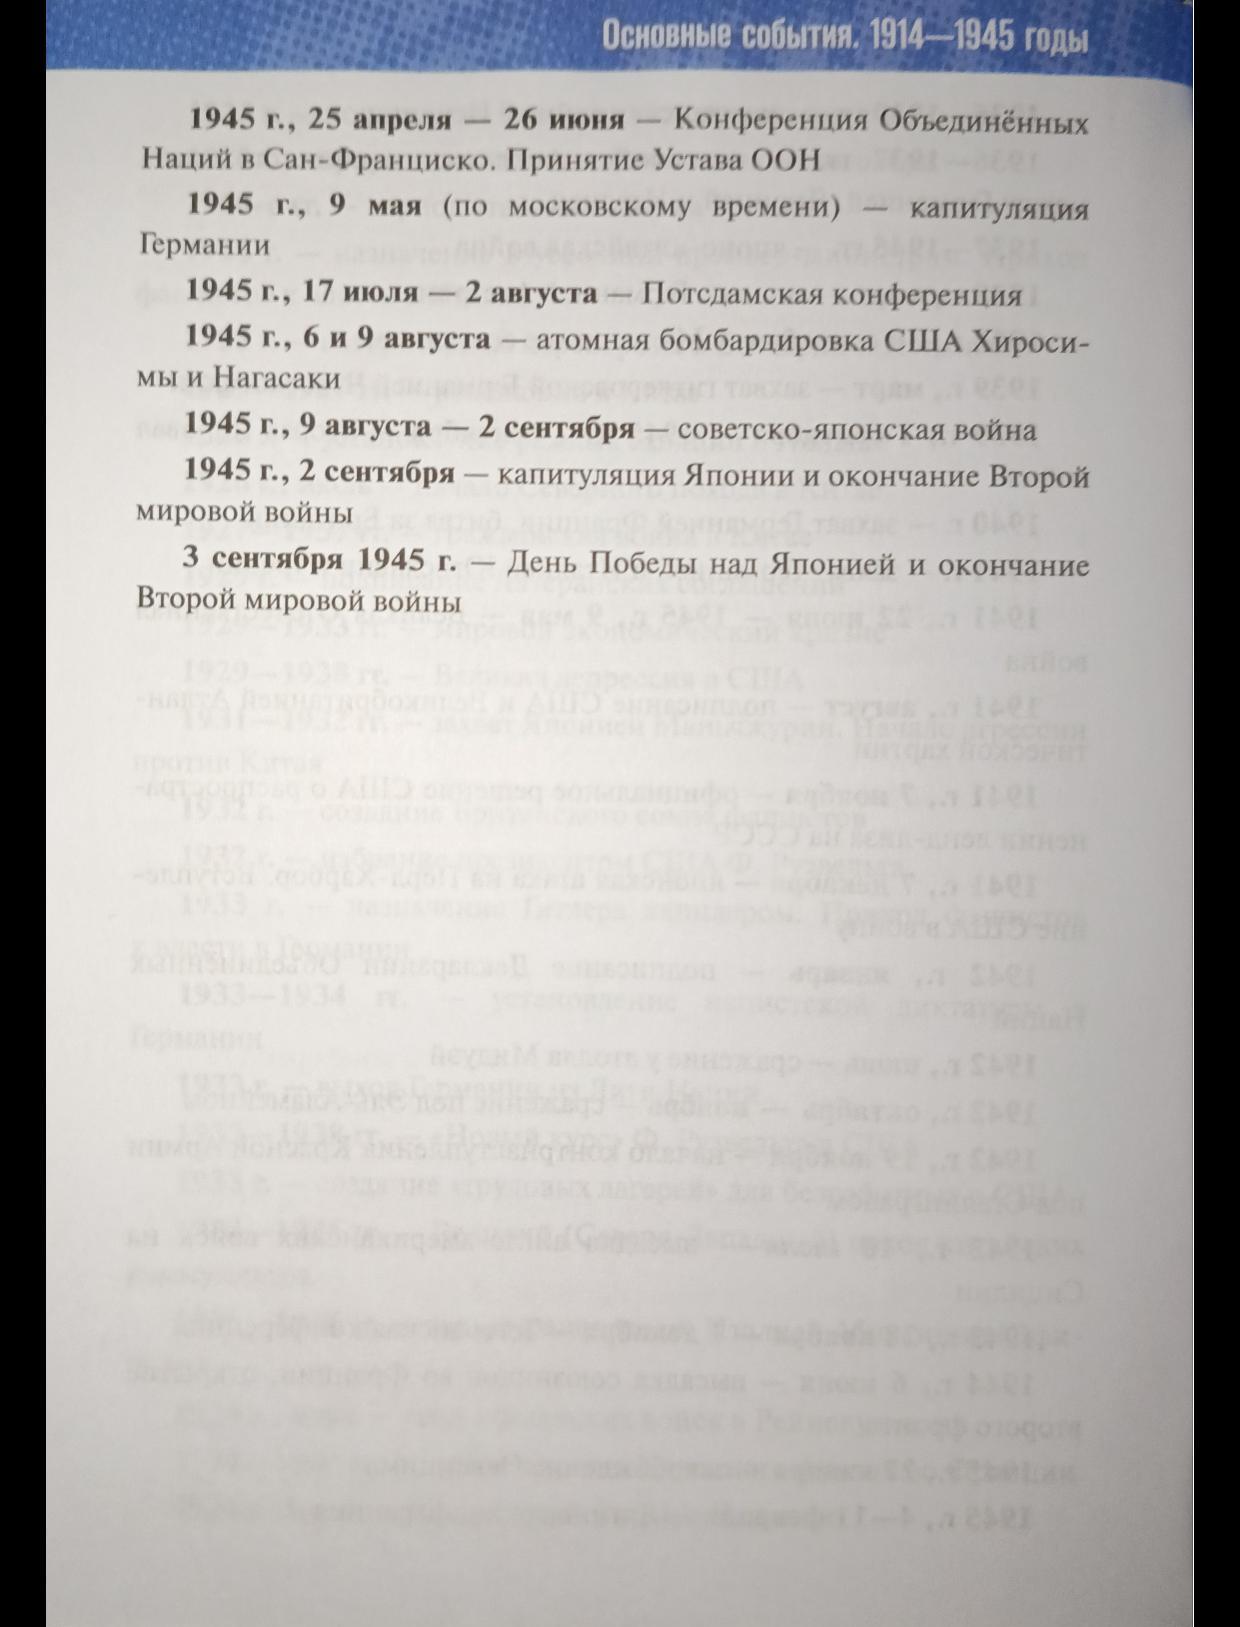 Основные события. 1914—1945 годы
1945 г., 25 апреля — 26 июня — Конференция Объединённых
Наций в Сан-Франциско. Принятие Устава ООН
1945 г., 9 мая (по московскому времени) — капитуляция
Германии
1945 г., 17 июля — 2 августа — Потсдамская конференция
1945 г., 6 и 9 августа — атомная бомбардировка США Хироси-
мы и Нагасаки
1945 г., 9 августа — 2 сентября — советско-японская война
1945 г., 2 сентября — капитуляция Японии и окончание Второй
мировой войны
3 сентября 1945 г. — День Победы над Японией и окончание
Второй мировой войны